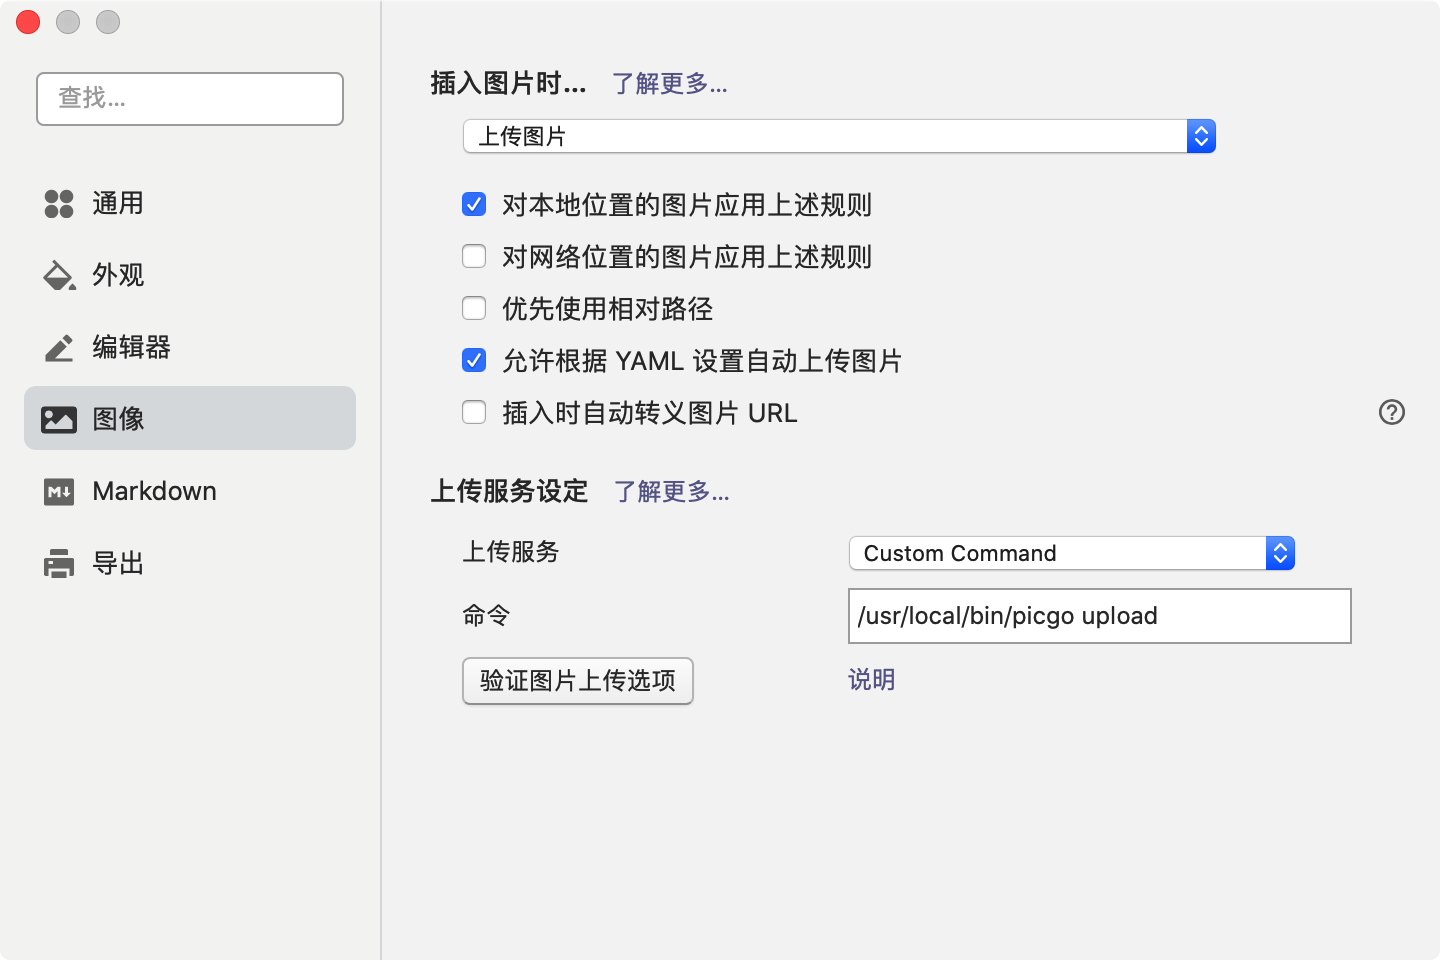 查找...
通用
外观
编辑器
图像
Markdown
导出
插入图片时... 了解更多...
上传图片
对本地位置的图片应用上述规则
对网络位置的图片应用上述规则
优先使用相对路径
允许根据 YAML 设置自动上传图片
插入时自动转义图片 URL
上传服务设定 了解更多...
上传服务 Custom Command
命令 /usr/local/bin/picgo upload
验证图片上传选项 说明